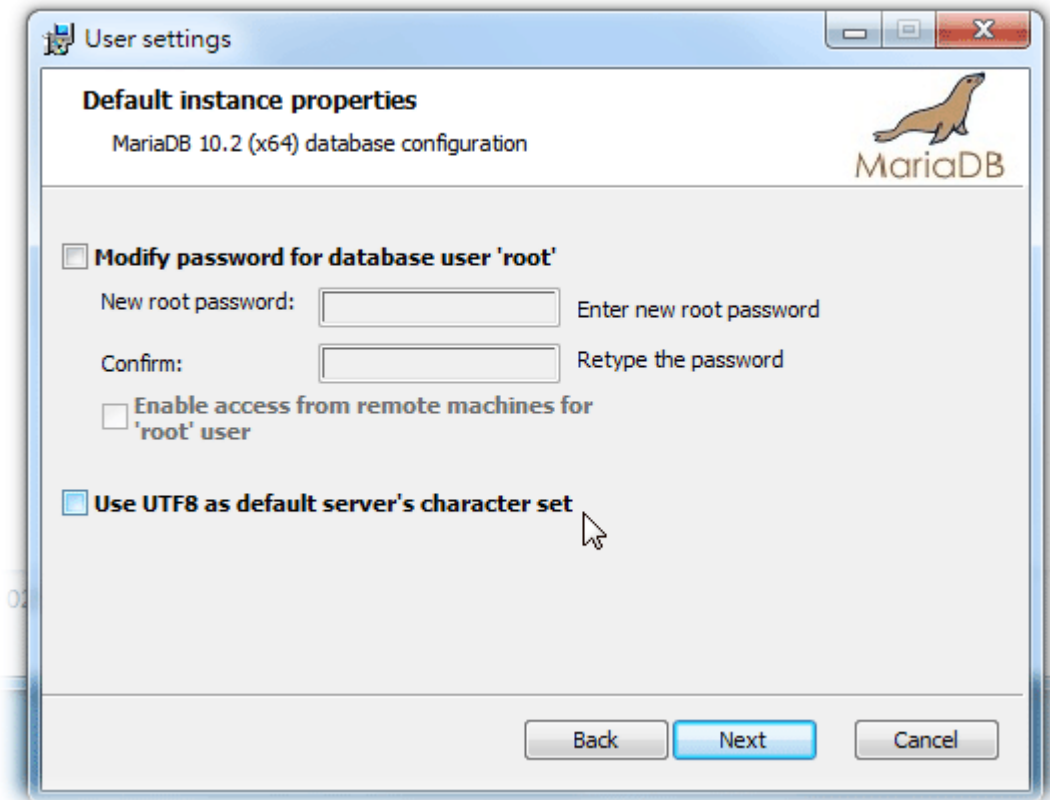 User settings
Default instance properties
MariaDB 10.2 (x64) database configuration
MariaDB
Modify password for database user 'root'
New root password:
Enter new root password
Confirm:
Retype the password
Enable access from remote machines for
'root' user
Use UTF8 as default server's character set
02
Back
Next
Cancel